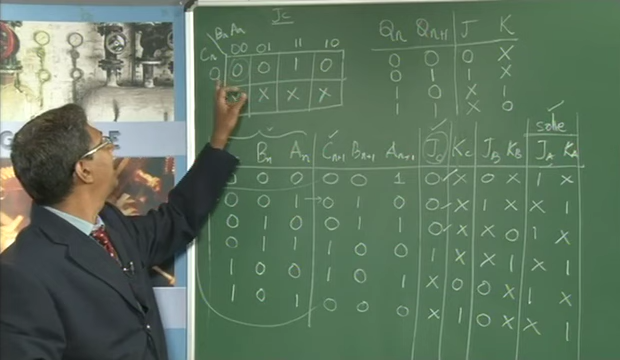 Jc
Bn An
Cn 00 01 11 10
0 0 0 1 0
X X X
Qn Qn+1 J K
0 0 0 X
0 1 1 X
1 0 X 1
1 1 X 0
solve
Bn An Cn+1 Bn+1 An+1 Jc Kc JB KB JA KA
0 0 0 0 0 1 0 X 0 X 1 X
0 0 1 0 1 0 0 X 1 X X 1
0 1 0 0 1 1 0 X X 0 1 X
0 1 1 1 0 0 1 X X 1 X 1
1 0 0 1 0 1 X 0 0 X 1 X
1 0 1 0 0 0 X 1 0 X X 1